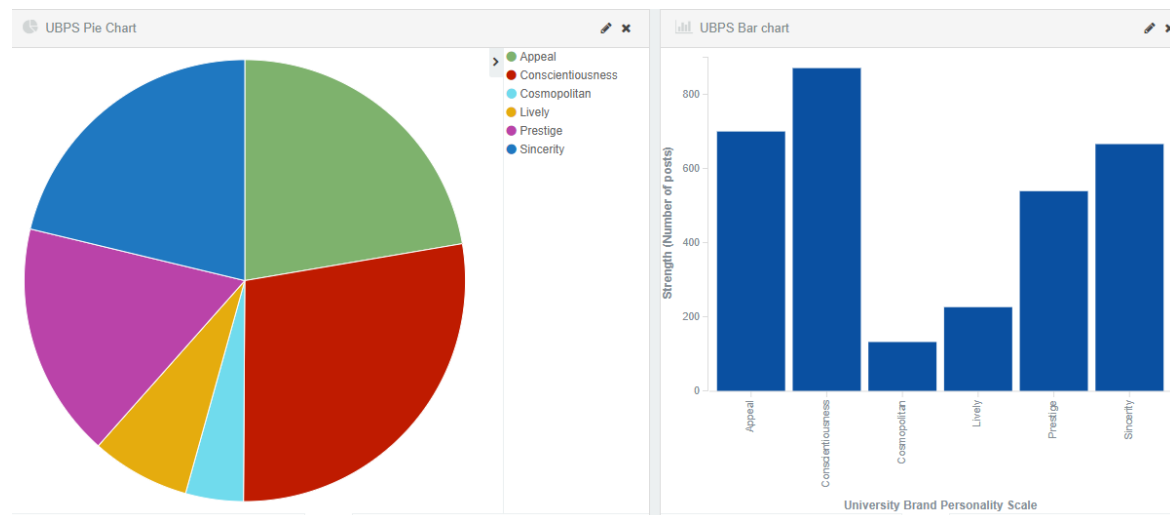 UBPS Pie Chart
Appeal
Conscientiousness
Cosmopolitan
Lively
Prestige
Sincerity
UBPS Bar chart
Strength (Number of posts)
800
600
400
200
0
Appeal
Conscientiousness
Cosmopolitan
Lively
Prestige
Sincerity
University Brand Personality Scale